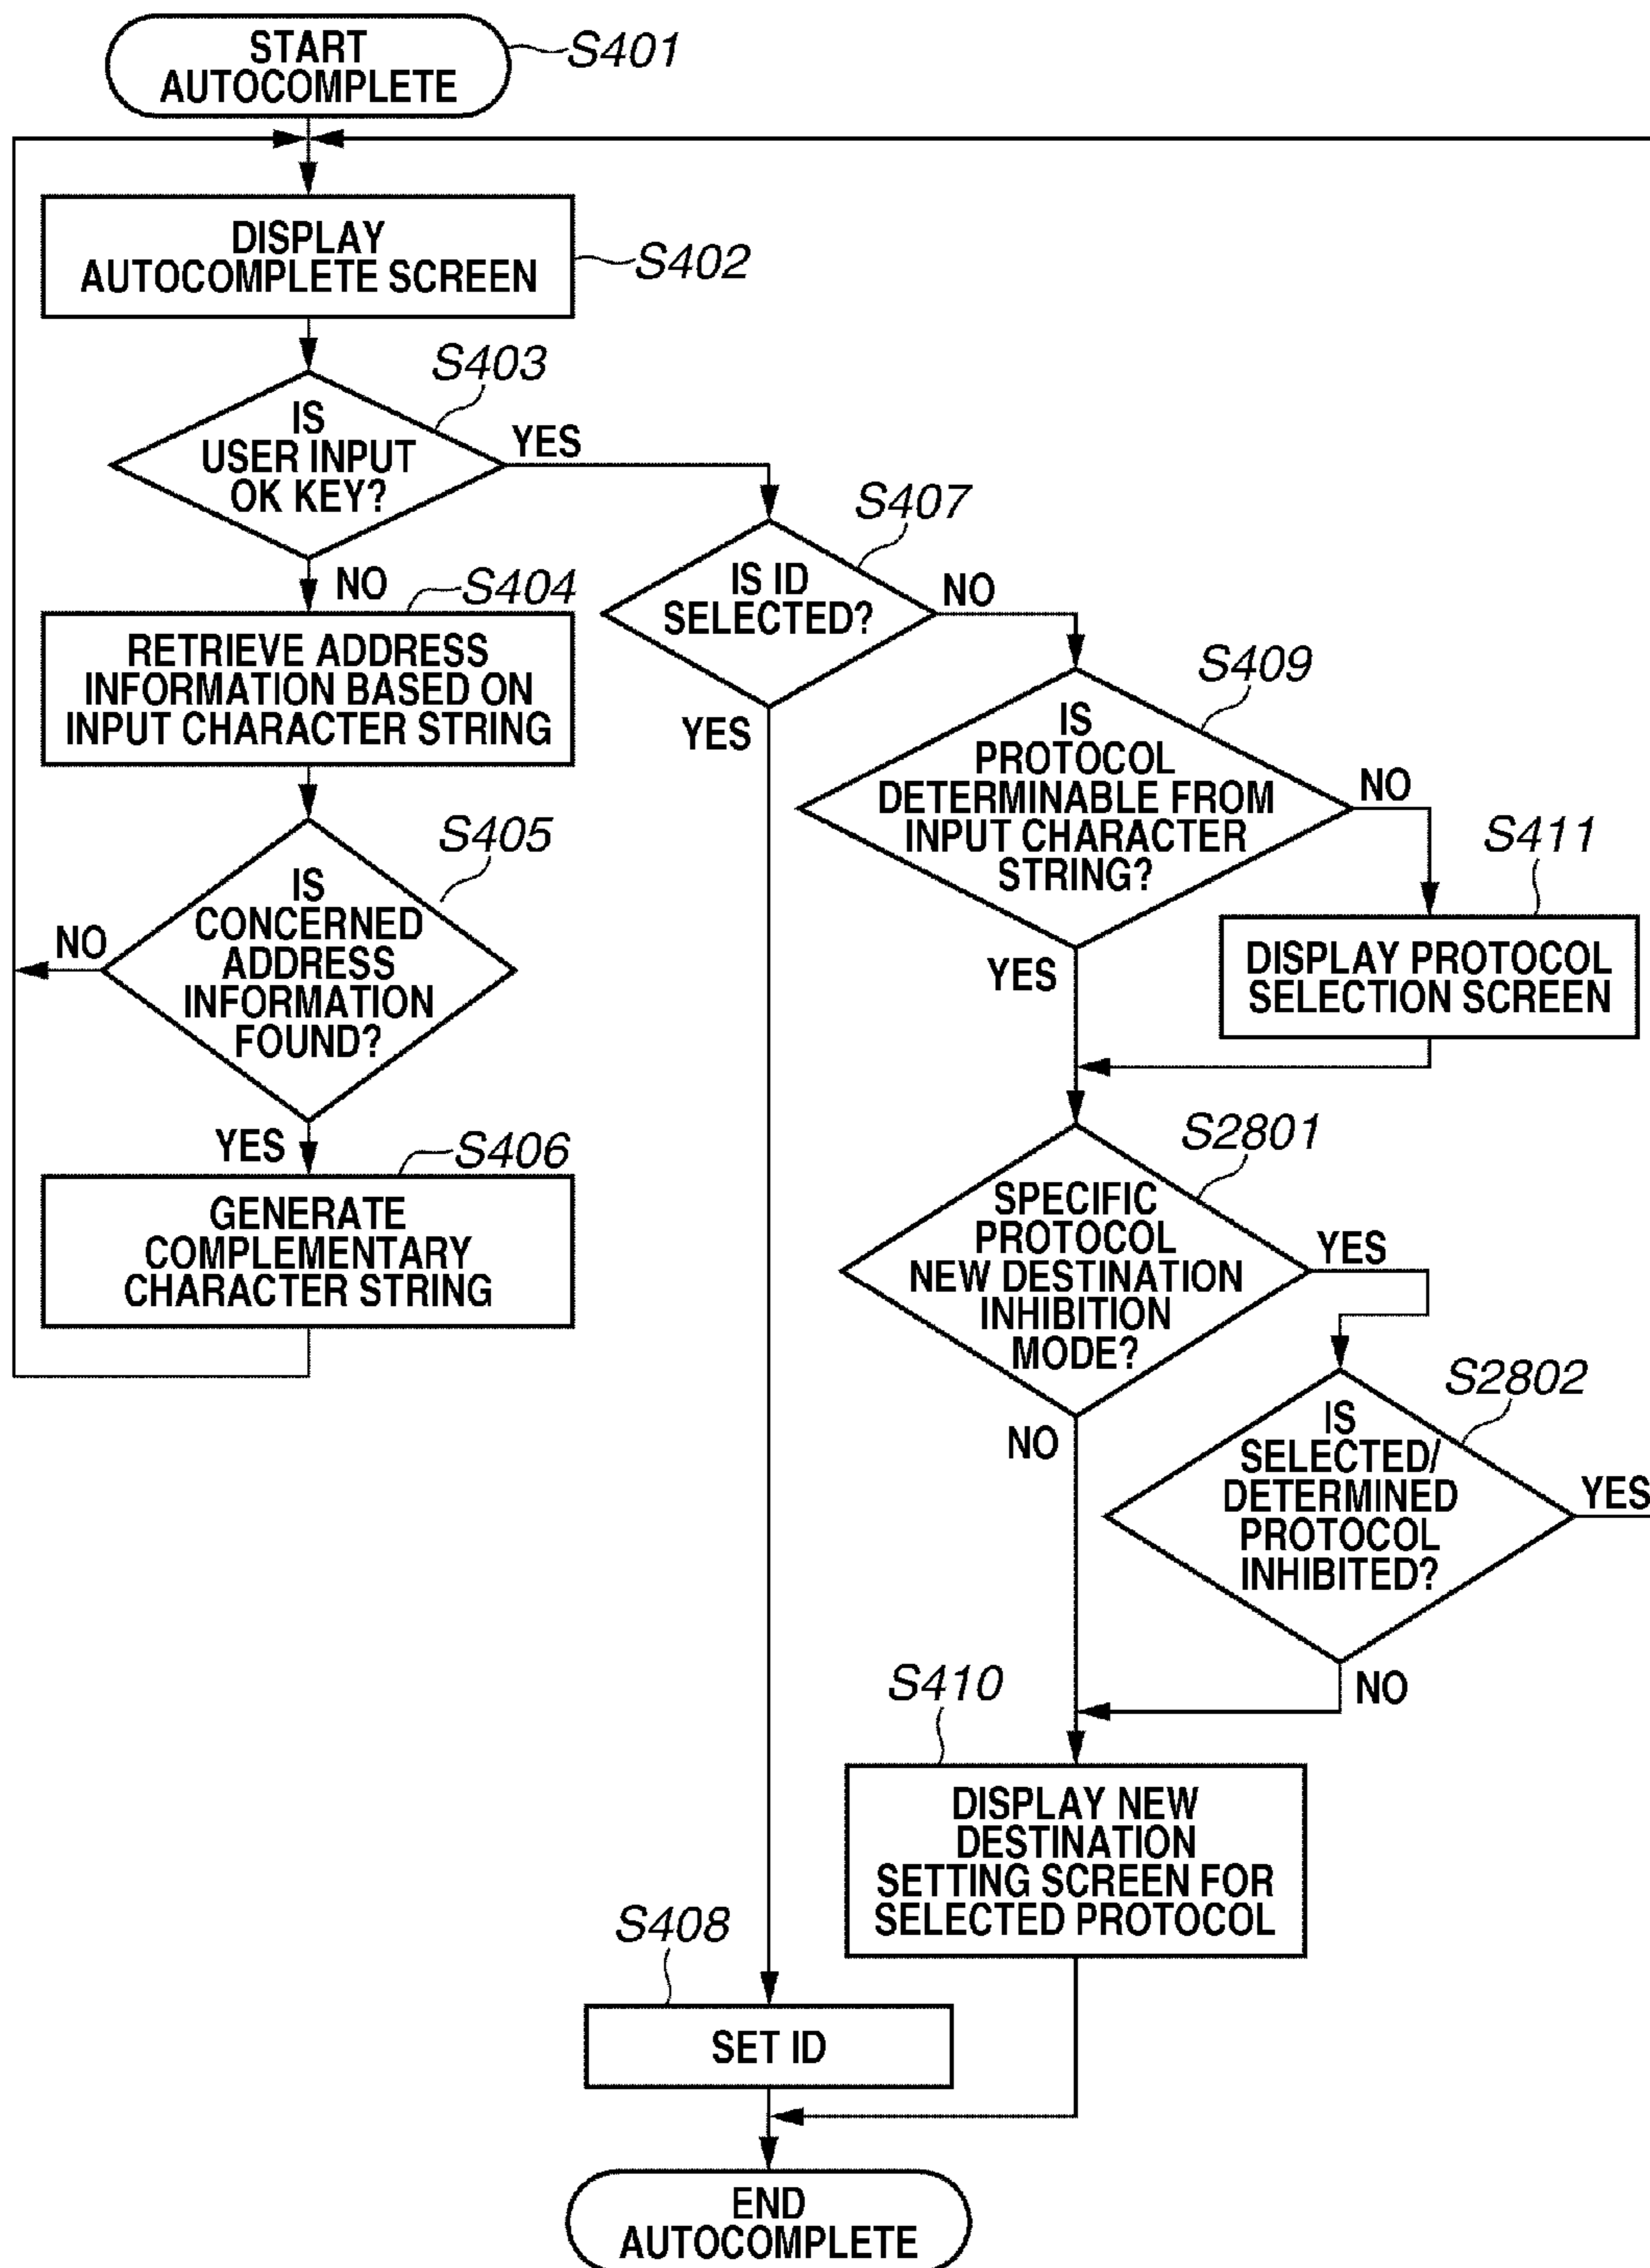 START
AUTOCOMPLETE
S401
DISPLAY
AUTOCOMPLETE SCREEN
S402
S403
IS
USER INPUT
OK KEY?
YES
NO
S404
RETRIEVE ADDRESS
INFORMATION BASED ON
INPUT CHARACTER STRING
S405
IS
CONCERNED
ADDRESS
INFORMATION
FOUND?
NO
YES
S406
GENERATE
COMPLEMENTARY
CHARACTER STRING
S407
IS ID
SELECTED?
NO
YES
S409
IS
PROTOCOL
DETERMINABLE FROM
INPUT CHARACTER
STRING?
NO
YES
S411
DISPLAY PROTOCOL
SELECTION SCREEN
S2801
SPECIFIC
PROTOCOL
NEW DESTINATION
INHIBITION
MODE?
YES
NO
S2802
IS
SELECTED/
DETERMINED
PROTOCOL
INHIBITED?
YES
NO
S410
DISPLAY NEW
DESTINATION
SETTING SCREEN FOR
SELECTED PROTOCOL
S408
SET ID
END
AUTOCOMPLETE